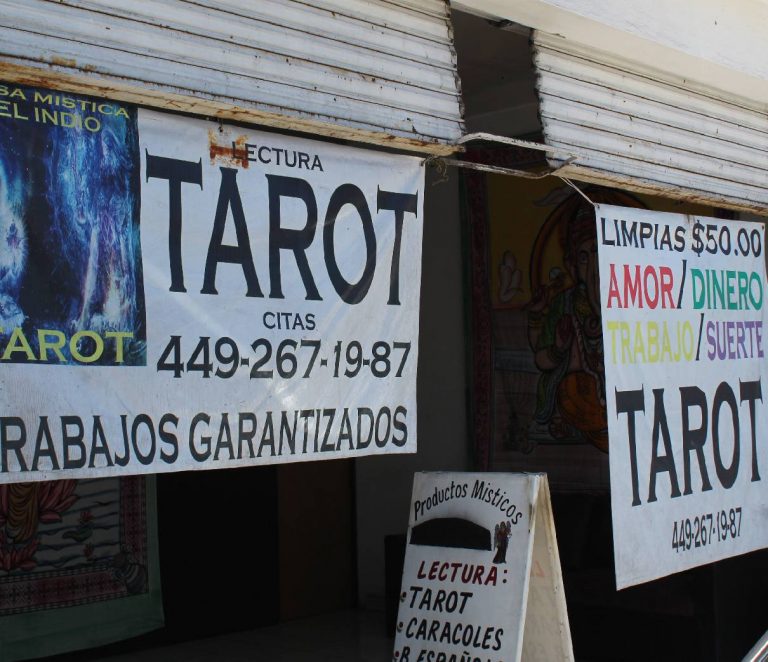 SA MISTICA
EL INDIO
AROT
LECTURA
TAROT
CITAS
449-267-19-87
RABAJOS GARANTIZADOS
LIMPIAS $50.00
AMOR/DINERO
TRABAJO/SUERTE
TAROT
449-267-19-87
Productos Místicos
LECTURA:
•TAROT
•CARACOLES
•B.ESPAÑOL